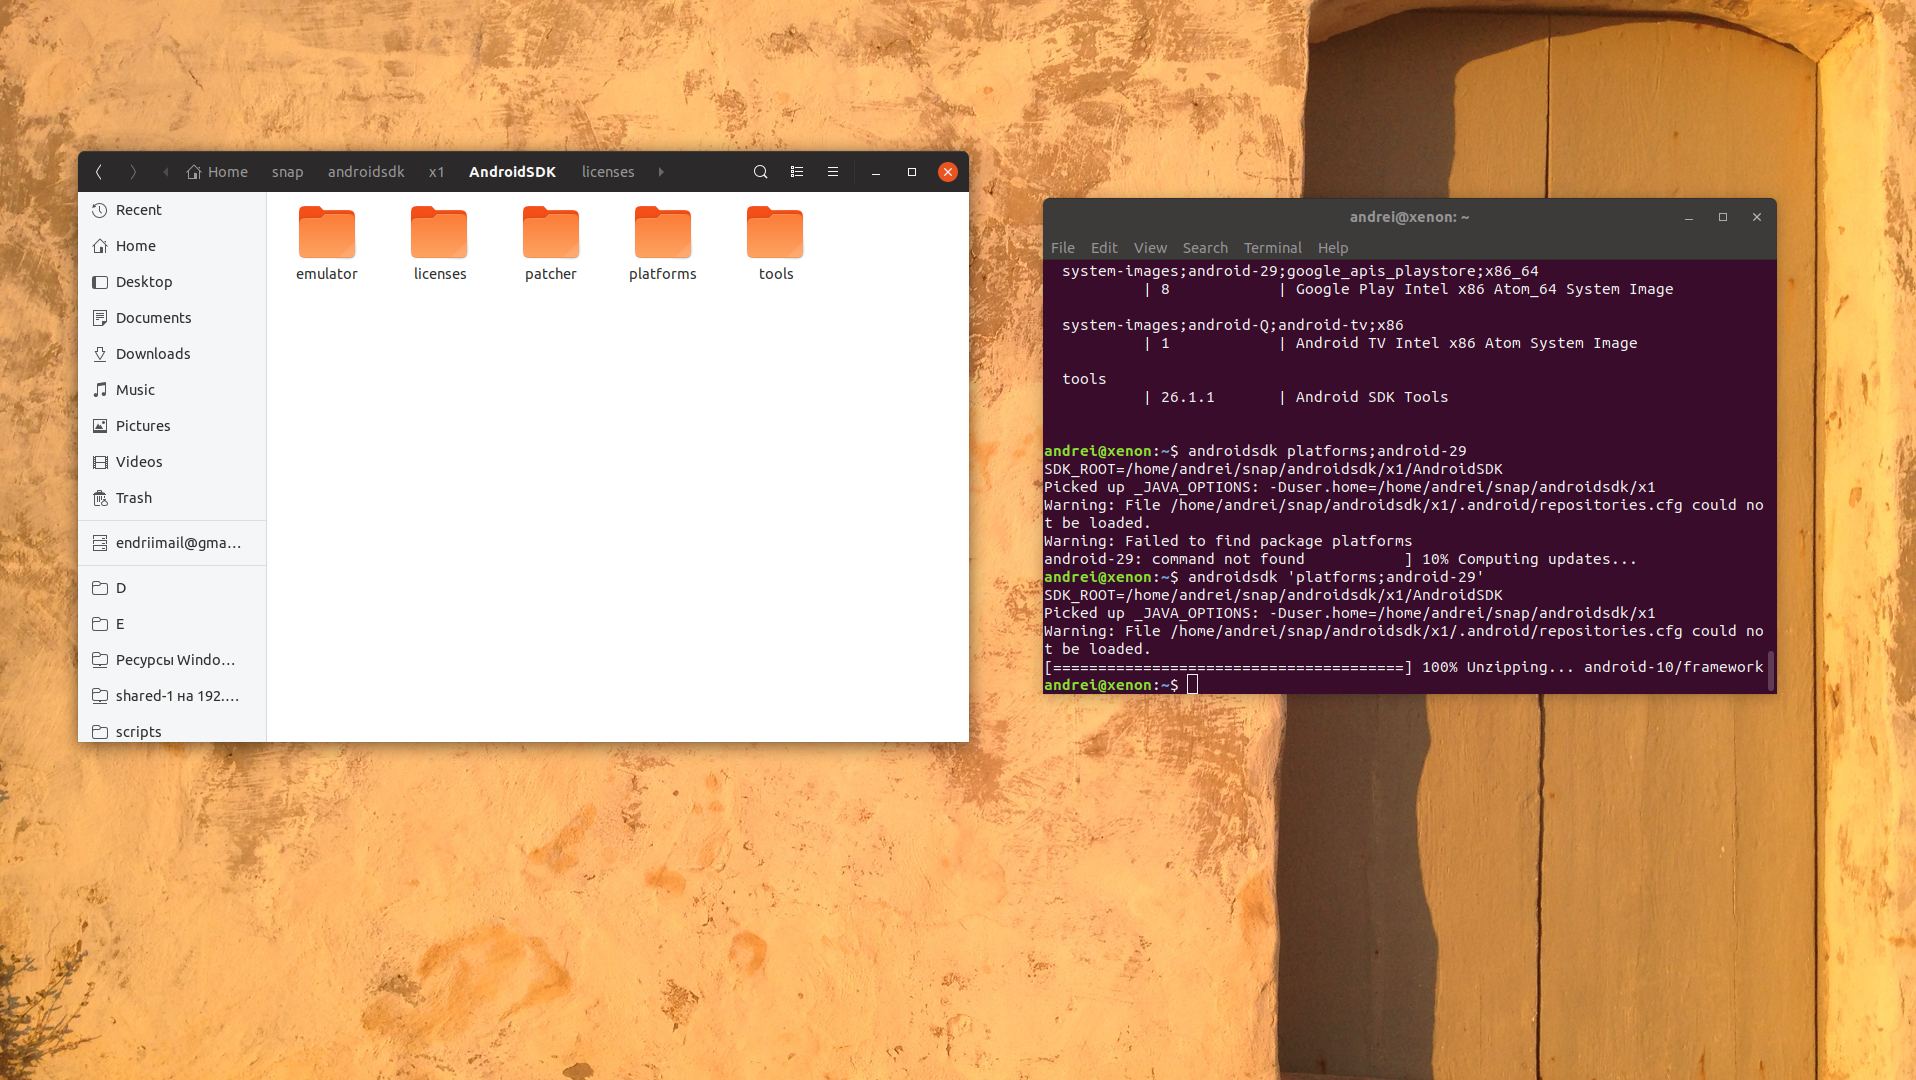 Home snap androidsdk x1 AndroidSDK licenses
Recent
Home
Desktop
Documents
Downloads
Music
Pictures
Videos
Trash
endriimail@gma...
D
E
Ресурсы Windo...
shared-1 на 192....
scripts
emulator licenses patcher platforms tools
andrei@xenon: ~
File Edit View Search Terminal Help
system-images;android-29;google_apis_playstore;x86_64
| 8 | Google Play Intel x86 Atom_64 System Image
system-images;android-Q;android-tv;x86
| 1 | Android TV Intel x86 Atom System Image
tools
| 26.1.1 | Android SDK Tools
andrei@xenon:~$ androidsdk platforms;android-29
SDK_ROOT=/home/andrei/snap/androidsdk/x1/AndroidSDK
Picked up _JAVA_OPTIONS: -Duser.home=/home/andrei/snap/androidsdk/x1
Warning: File /home/andrei/snap/androidsdk/x1/.android/repositories.cfg could no
t be loaded.
Warning: Failed to find package platforms
android-29: command not found ] 10% Computing updates...
andrei@xenon:~$ androidsdk 'platforms;android-29'
SDK_ROOT=/home/andrei/snap/androidsdk/x1/AndroidSDK
Picked up _JAVA_OPTIONS: -Duser.home=/home/andrei/snap/androidsdk/x1
Warning: File /home/andrei/snap/androidsdk/x1/.android/repositories.cfg could no
t be loaded.
[=======================================] 100% Unzipping... android-10/framework
andrei@xenon:~$